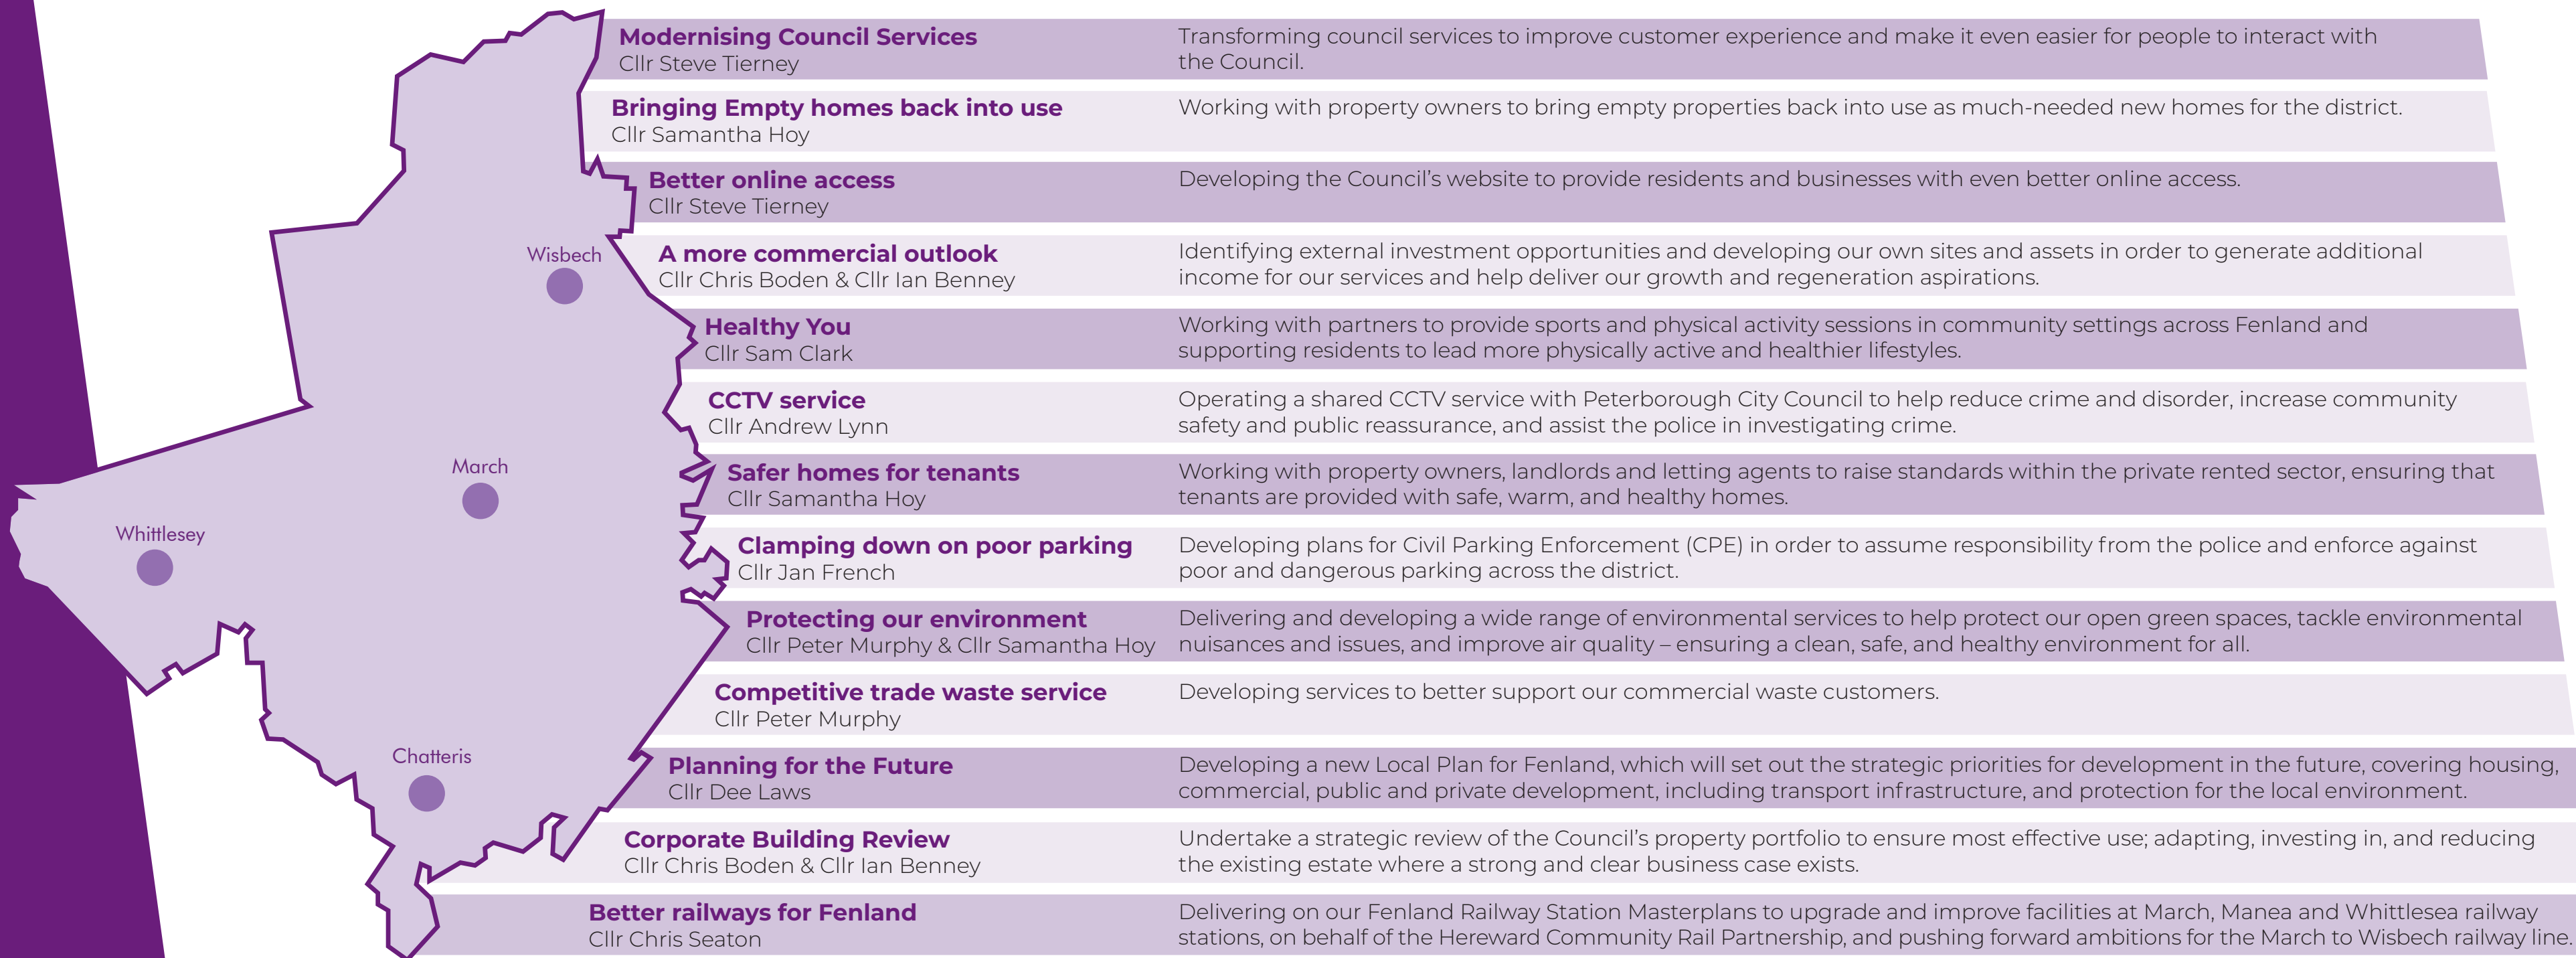 Modernising Council Services
Cllr Steve Tierney
Transforming council services to improve customer experience and make it even easier for people to interact with
the Council.
Bringing Empty homes back into use
Cllr Samantha Hoy
Working with property owners to bring empty properties back into use as much-needed new homes for the district.
Better online access
Cllr Steve Tierney
Developing the Council’s website to provide residents and businesses with even better online access.
A more commercial outlook
Cllr Chris Boden & Cllr Ian Benney
Identifying external investment opportunities and developing our own sites and assets in order to generate additional
income for our services and help deliver our growth and regeneration aspirations.
Healthy You
Cllr Sam Clark
Working with partners to provide sports and physical activity sessions in community settings across Fenland and
supporting residents to lead more physically active and healthier lifestyles.
CCTV service
Cllr Andrew Lynn
Operating a shared CCTV service with Peterborough City Council to help reduce crime and disorder, increase community
safety and public reassurance, and assist the police in investigating crime.
Safer homes for tenants
Cllr Samantha Hoy
Working with property owners, landlords and letting agents to raise standards within the private rented sector, ensuring that
tenants are provided with safe, warm, and healthy homes.
Clamping down on poor parking
Cllr Jan French
Developing plans for Civil Parking Enforcement (CPE) in order to assume responsibility from the police and enforce against
poor and dangerous parking across the district.
Protecting our environment
Cllr Peter Murphy & Cllr Samantha Hoy
Delivering and developing a wide range of environmental services to help protect our open green spaces, tackle environmental
nuisances and issues, and improve air quality – ensuring a clean, safe, and healthy environment for all.
Competitive trade waste service
Cllr Peter Murphy
Developing services to better support our commercial waste customers.
Planning for the Future
Cllr Dee Laws
Developing a new Local Plan for Fenland, which will set out the strategic priorities for development in the future, covering housing,
commercial, public and private development, including transport infrastructure, and protection for the local environment.
Corporate Building Review
Cllr Chris Boden & Cllr Ian Benney
Undertake a strategic review of the Council’s property portfolio to ensure most effective use; adapting, investing in, and reducing
the existing estate where a strong and clear business case exists.
Better railways for Fenland
Cllr Chris Seaton
Delivering on our Fenland Railway Station Masterplans to upgrade and improve facilities at March, Manea and Whittlesea railway
stations, on behalf of the Hereward Community Rail Partnership, and pushing forward ambitions for the March to Wisbech railway line.
Wisbech
March
Whittlesey
Chatteris